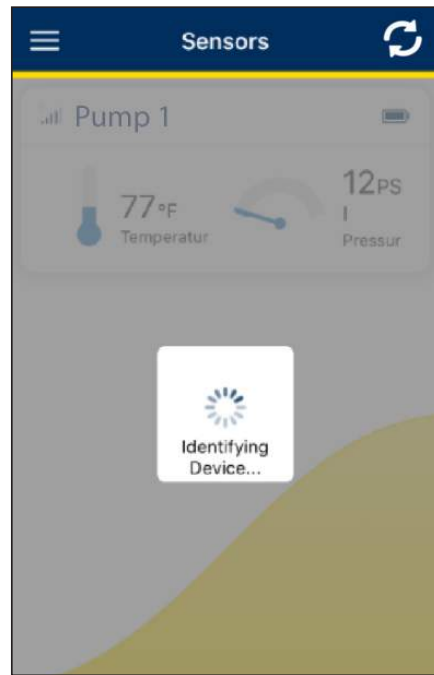 Sensors
Pump 1
77°F
Temperatur
12PS
I
Pressur
Identifying
Device...